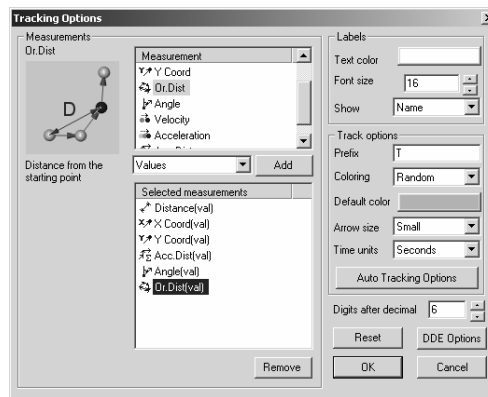 Tracking Options
Measurements
Or.Dist
D
Distance from the
starting point
Measurement
Y Coord
Or.Dist
Angle
Velocity
Acceleration
Values
Add
Selected measurements
Distance(val)
X Coord(val)
Y Coord(val)
Acc.Dist(val)
Angle(val)
Or.Dist(val)
Remove
Labels
Text color
Font size
16
Show
Name
Track options
Prefix
T
Coloring
Random
Default color
Arrow size
Small
Time units
Seconds
Auto Tracking Options
Digits after decimal
6
Reset
DDE Options
OK
Cancel